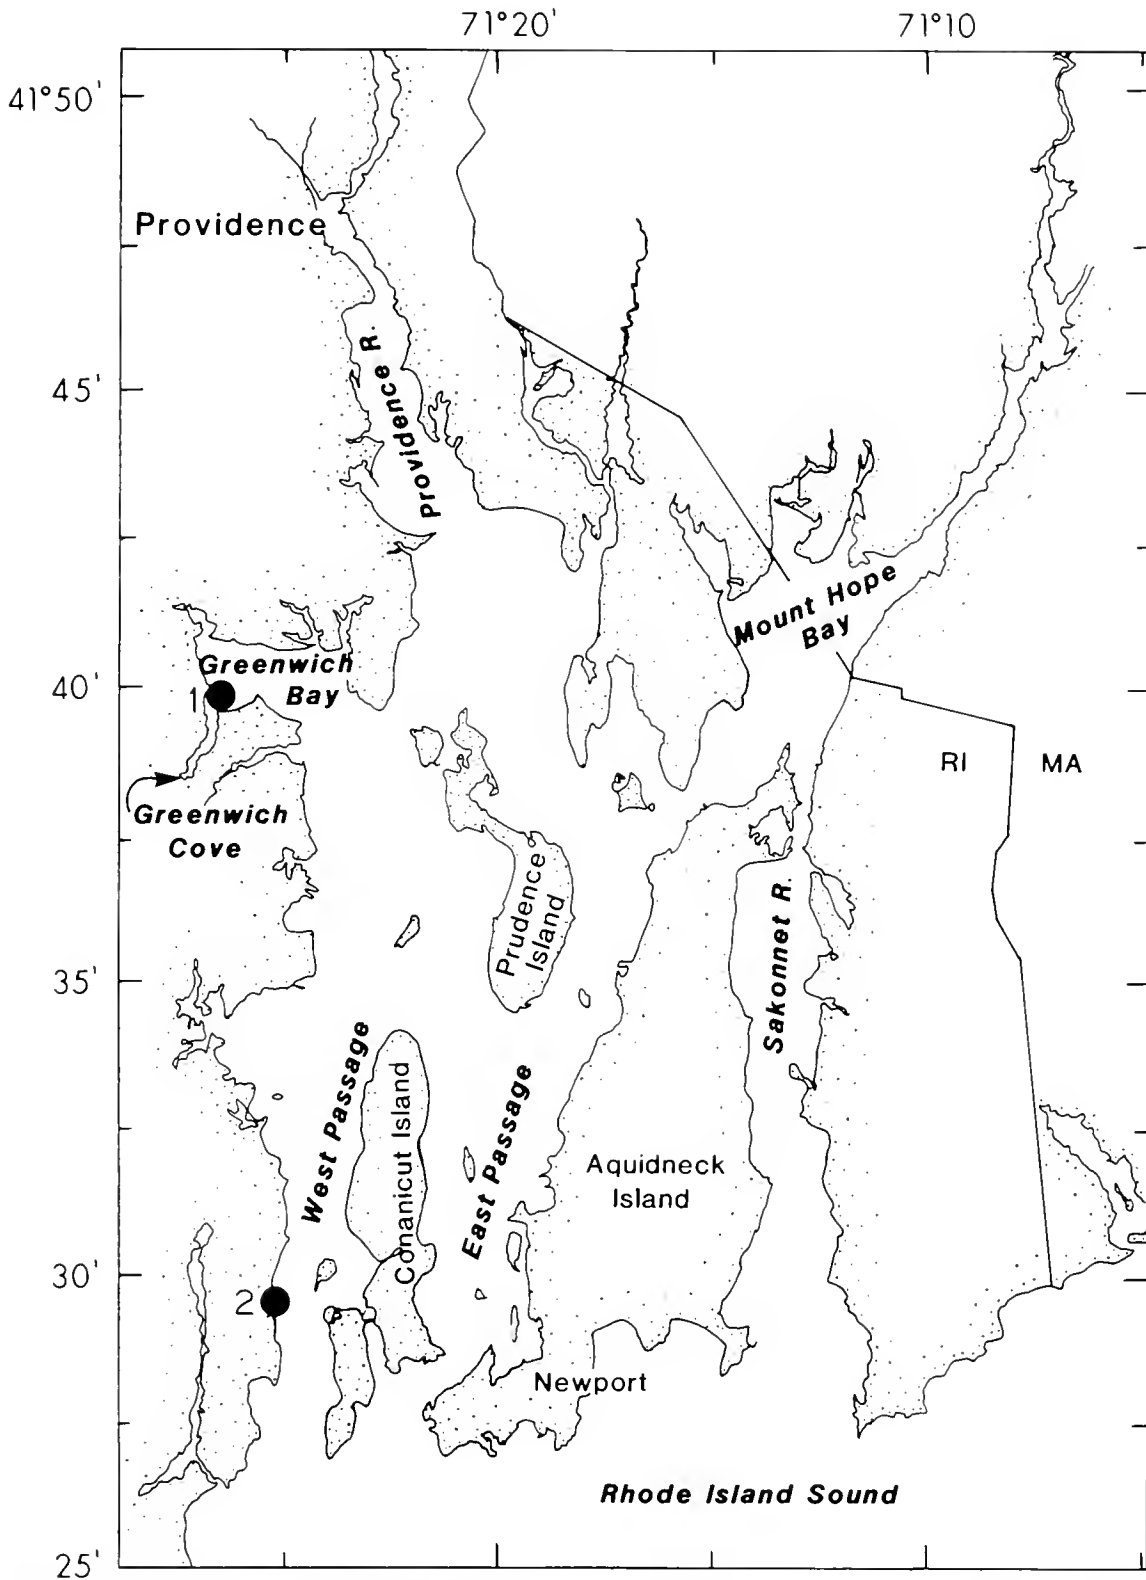 71°20'
71°10
41°50'
Providence
Providence R.
45'
Mount Hope
Bay
Greenwich
Bay
40'
1
RI
MA
Greenwich
Cove
Prudence
Island
Sakonnet R.
35'
West Passage
Conanicut Island
East Passage
Aquidneck
Island
30'
2
Newport
Rhode Island Sound
25'